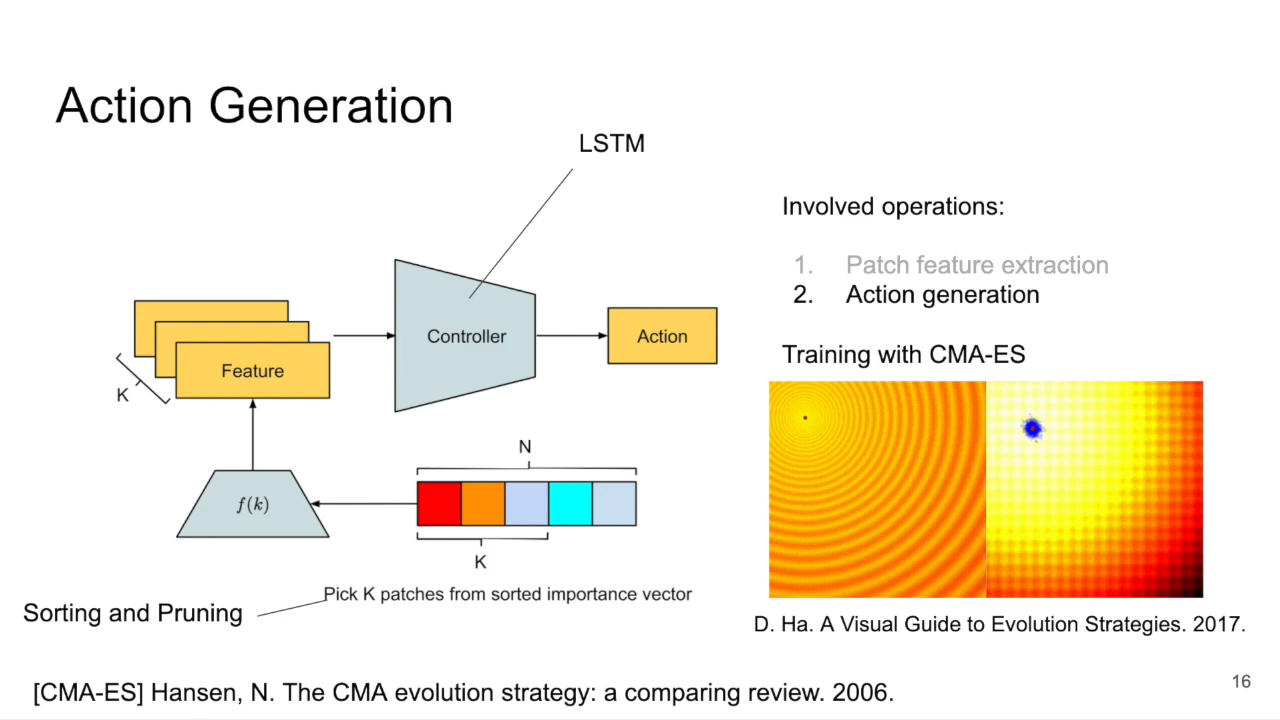 Action Generation
LSTM
Controller
Action
Feature
K
f(k)
N
K
Pick K patches from sorted importance vector
Sorting and Pruning
Involved operations:
1. Patch feature extraction
2. Action generation
Training with CMA-ES
D. Ha. A Visual Guide to Evolution Strategies. 2017.
[CMA-ES] Hansen, N. The CMA evolution strategy: a comparing review. 2006.
16